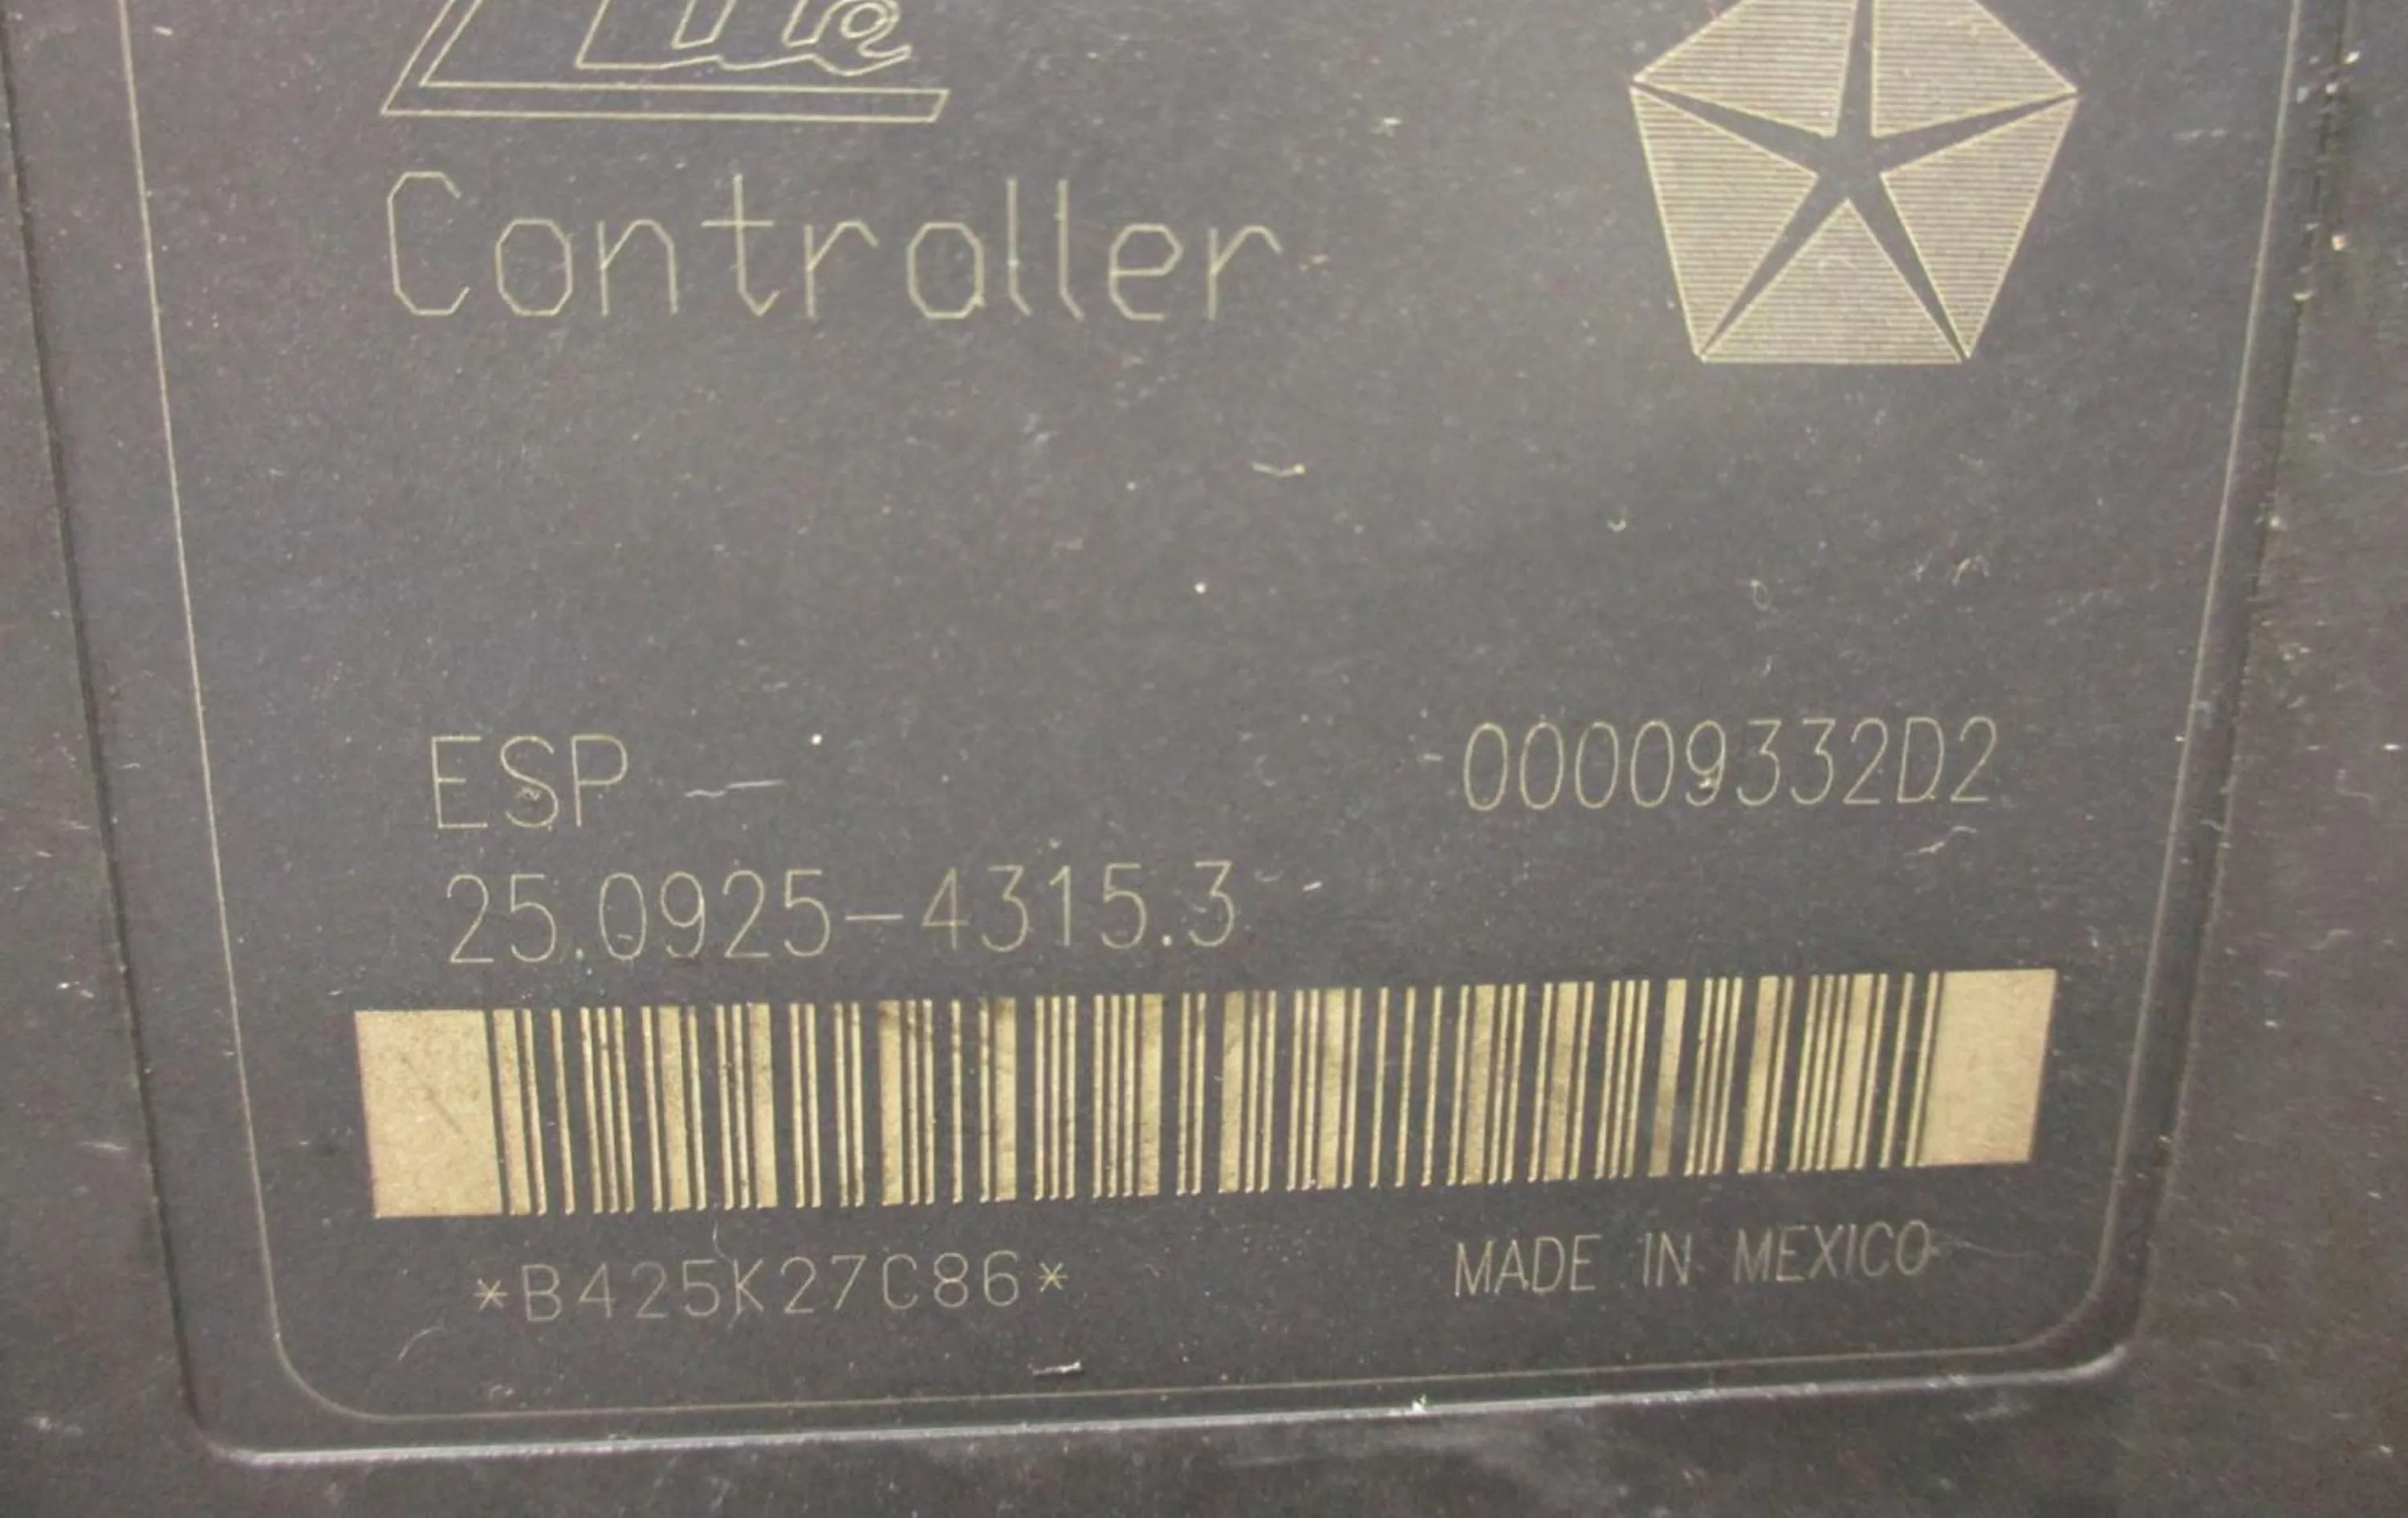 Controller
ESP
00009332D2
25.0925-4315.3
*B425K27C86*
MADE IN MEXICO